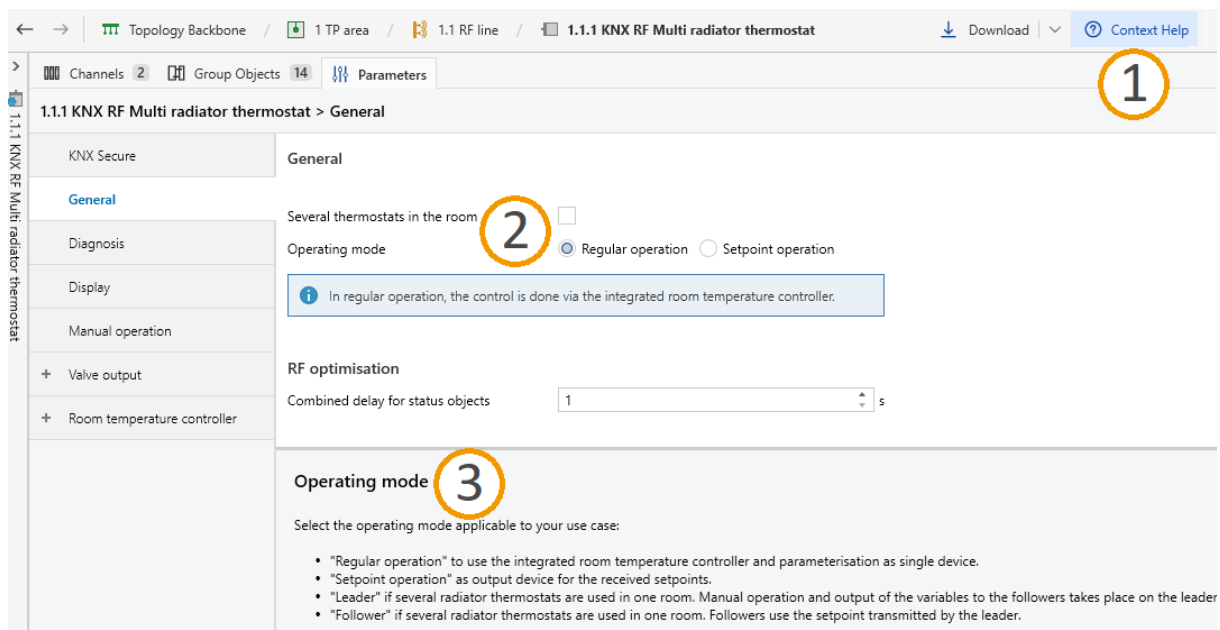 ← → Topology Backbone / 1 TP area / 1.1 RF line / 1.1.1 KNX RF Multi radiator thermostat Download Context Help
Channels 2 Group Objects 14 Parameters
1
1.1.1 KNX RF Multi radiator thermostat > General
1.1.1 KNX RF Multi radiator thermostat
KNX Secure
General
Diagnosis
Display
Manual operation
+ Valve output
+ Room temperature controller
General
Several thermostats in the room
2
Operating mode Regular operation Setpoint operation
In regular operation, the control is done via the integrated room temperature controller.
RF optimisation
Combined delay for status objects 1 s
Operating mode
3
Select the operating mode applicable to your use case:
• "Regular operation" to use the integrated room temperature controller and parameterisation as single device.
• "Setpoint operation" as output device for the received setpoints.
• "Leader" if several radiator thermostats are used in one room. Manual operation and output of the variables to the followers takes place on the leader
• "Follower" if several radiator thermostats are used in one room. Followers use the setpoint transmitted by the leader.